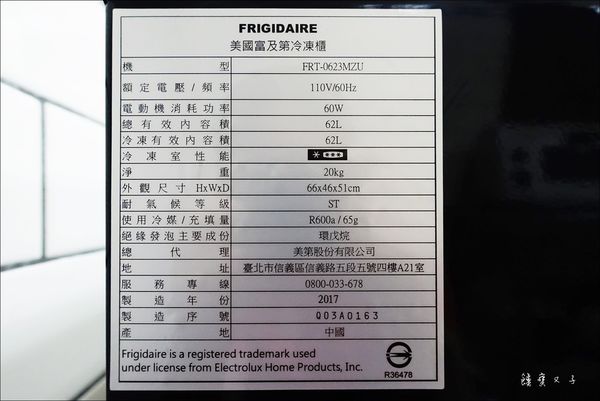 FRIGIDAIRE
美國富及第冷凍櫃
機型 FRT-0623MZU
額定電壓/頻率 110V/60Hz
電動機消耗功率 60W
總有效內容積 62L
冷凍有效內容積 62L
冷凍室性能
淨重 20kg
外觀尺寸 HxWxD 66x46x51cm
耐氣候等級 ST
使用冷媒/充填量 R600a / 65g
絕緣發泡主要成份 環戊烷
總代理 美第股份有限公司
地址 臺北市信義區信義路五段五號四樓A21室
服務專線 0800-033-678
製造年份 2017
製造序號 Q03A0163
產地 中國
Frigidaire is a registered trademark used
under license from Electrolux Home Products, Inc.
R36478